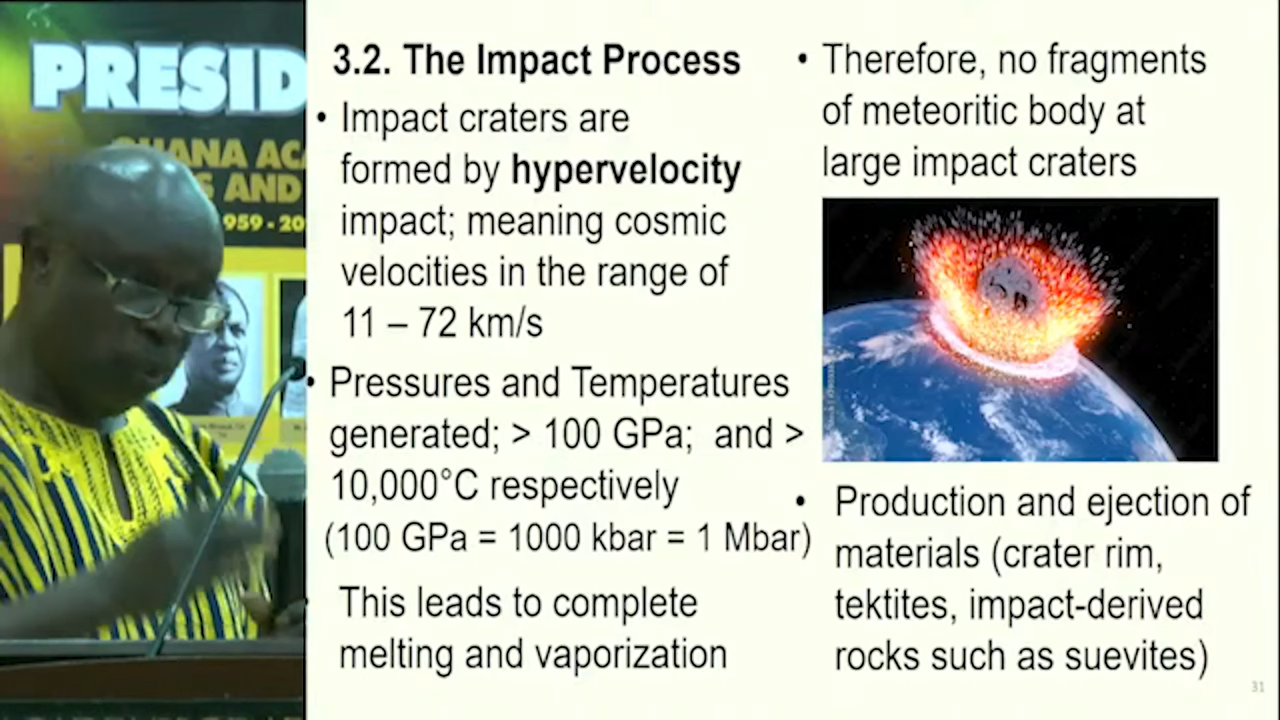 PRESID
GHANA ACA
S AND
1959 - 20
3.2. The Impact Process
• Impact craters are
formed by hypervelocity
impact; meaning cosmic
velocities in the range of
11 – 72 km/s
• Pressures and Temperatures
generated; > 100 GPa; and >
10,000°C respectively
(100 GPa = 1000 kbar = 1 Mbar)
This leads to complete
melting and vaporization
• Therefore, no fragments
of meteoritic body at
large impact craters
• Production and ejection of
materials (crater rim,
tektites, impact-derived
rocks such as suevites)
31